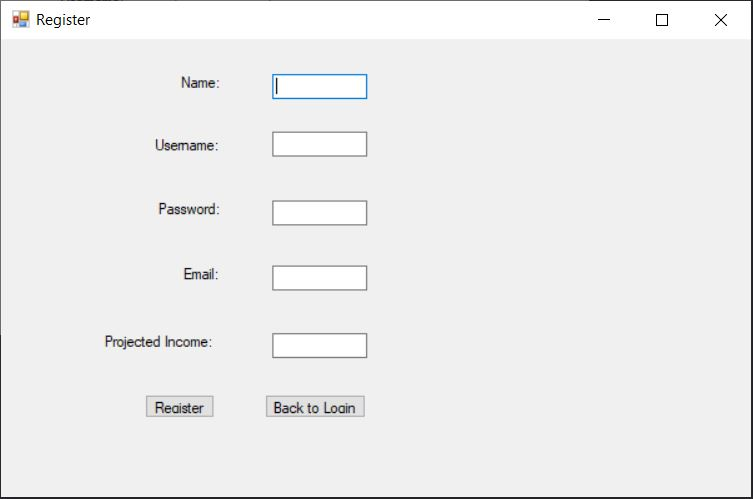 Register
Name:
Username:
Password:
Email:
Projected Income:
Register Back to Login